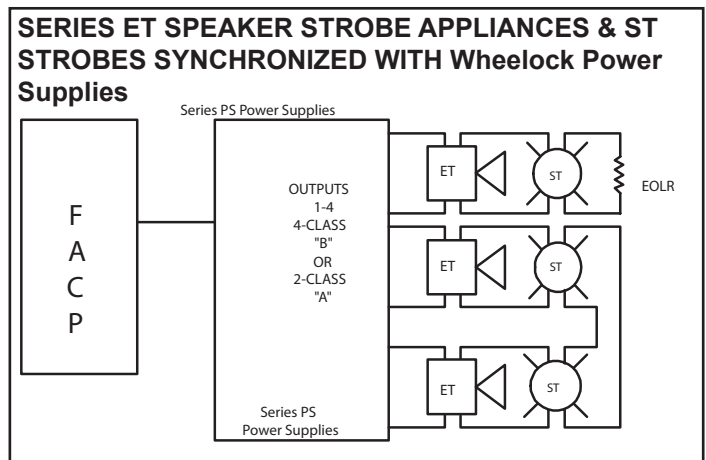 SERIES ET SPEAKER STROBE APPLIANCES & ST
STROBES SYNCHRONIZED WITH Wheelock Power
Supplies
Series PS Power Supplies
F
A
C
P
OUTPUTS
1-4
4-CLASS
"B"
OR
2-CLASS
"A"
Series PS
Power Supplies
ET
ST
EOLR
ET
ST
ET
ST